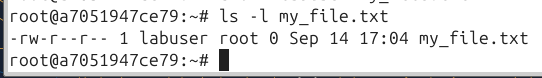 root@a7051947ce79:~# ls -l my_file.txt
-rw-r--r-- 1 labuser root 0 Sep 14 17:04 my_file.txt
root@a7051947ce79:~#